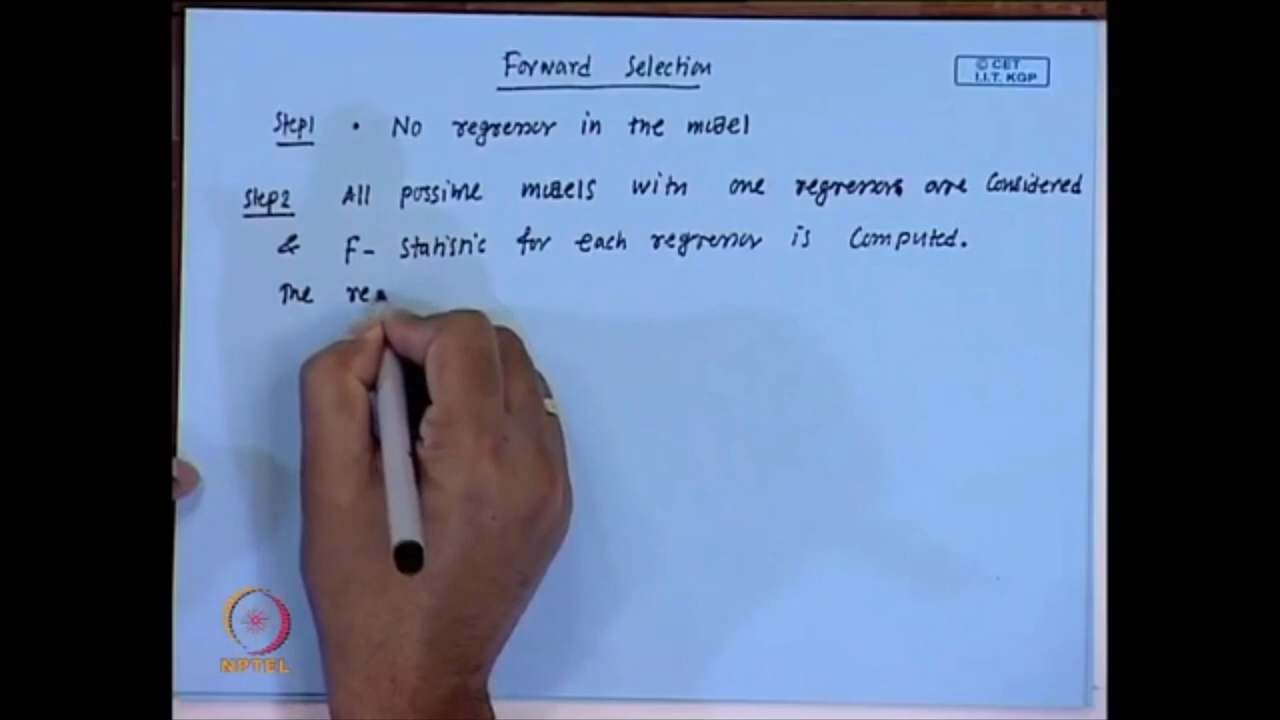 Forward Selection
© CET
I.I.T. KGP
Step1 • No regressor in the model
Step2 All possible models with one regressors are Considered
& F- Statistic for each regressor is Computed.
The re
NPTEL